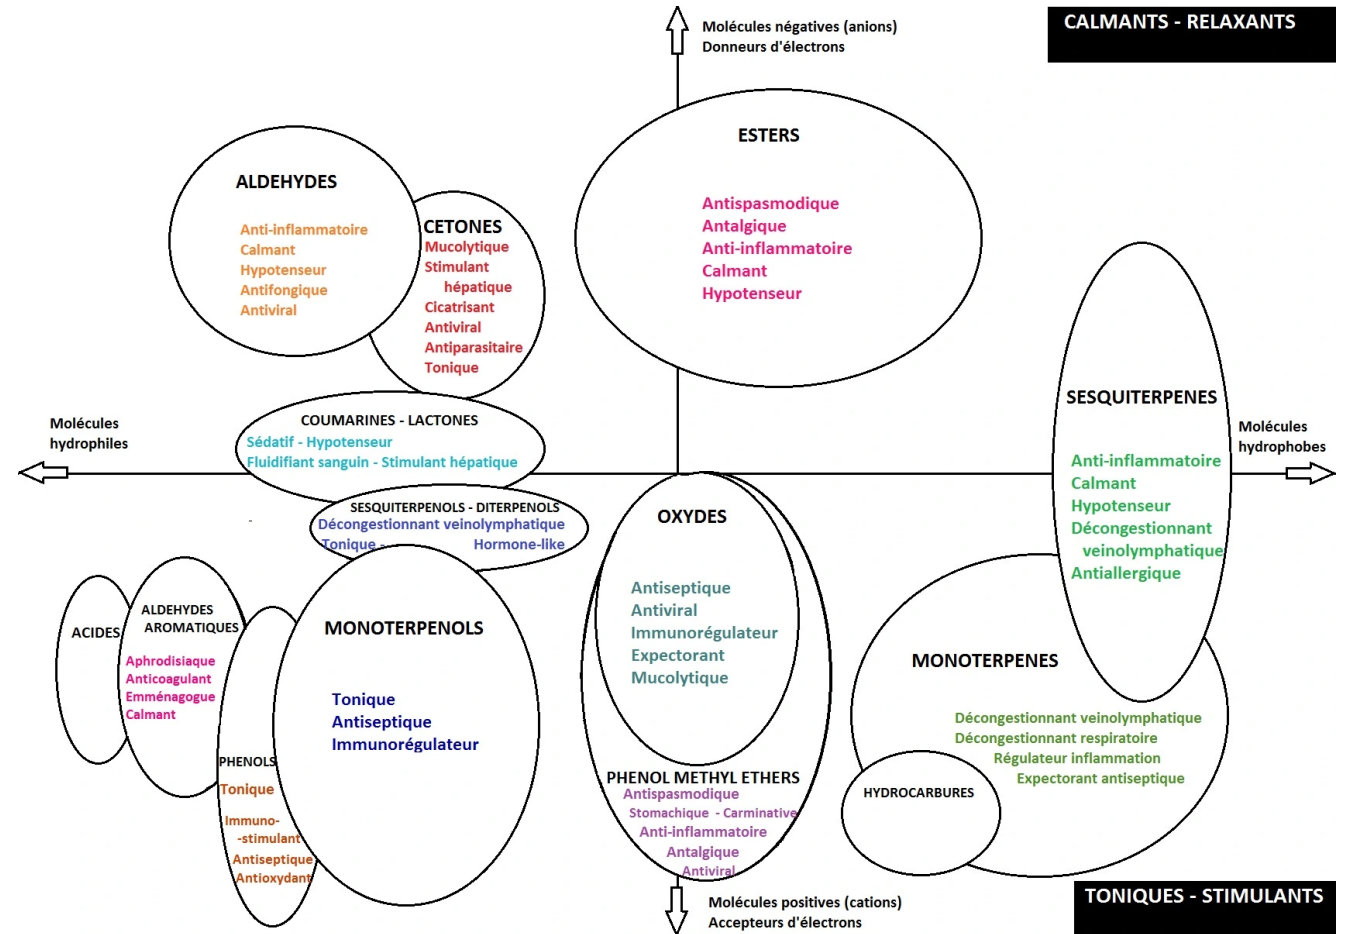 Molécules négatives (anions)
Donneurs d'électrons
CALMANTS - RELAXANTS
ESTERS
Antispasmodique
Antalgique
Anti-inflammatoire
Calmant
Hypotenseur
ALDEHYDES
Anti-inflammatoire
Calmant
Hypotenseur
Antifongique
Antiviral
CETONES
Mucolytique
Stimulant
hépatique
Cicatrisant
Antiviral
Antiparasitaire
Tonique
COUMARINES - LACTONES
Sédatif - Hypotenseur
Fluidifiant sanguin - Stimulant hépatique
Molécules
hydrophiles
SESQUITERPENES
Anti-inflammatoire
Calmant
Hypotenseur
Décongestionnant
veinolymphatique
Antiallergique
Molécules
hydrophobes
SESQUITERPENOLS - DITERPENOLS
Décongestionnant veinolymphatique
Tonique - Hormone-like
OXYDES
Antiseptique
Antiviral
Immunorégulateur
Expectorant
Mucolytique
ACIDES
ALDEHYDES
AROMATIQUES
Aphrodisiaque
Anticoagulant
Emménagogue
Calmant
MONOTERPENOLS
Tonique
Antiseptique
Immunorégulateur
PHENOLS
Tonique
Immuno-
-stimulant
Antiseptique
Antioxydant
PHENOL METHYL ETHERS
Antispasmodique
Stomachique - Carminative
Anti-inflammatoire
Antalgique
Antiviral
MONOTERPENES
Décongestionnant veinolymphatique
Décongestionnant respiratoire
Régulateur inflammation
Expectorant antiseptique
HYDROCARBURES
Molécules positives (cations)
Accepteurs d'électrons
TONIQUES - STIMULANTS